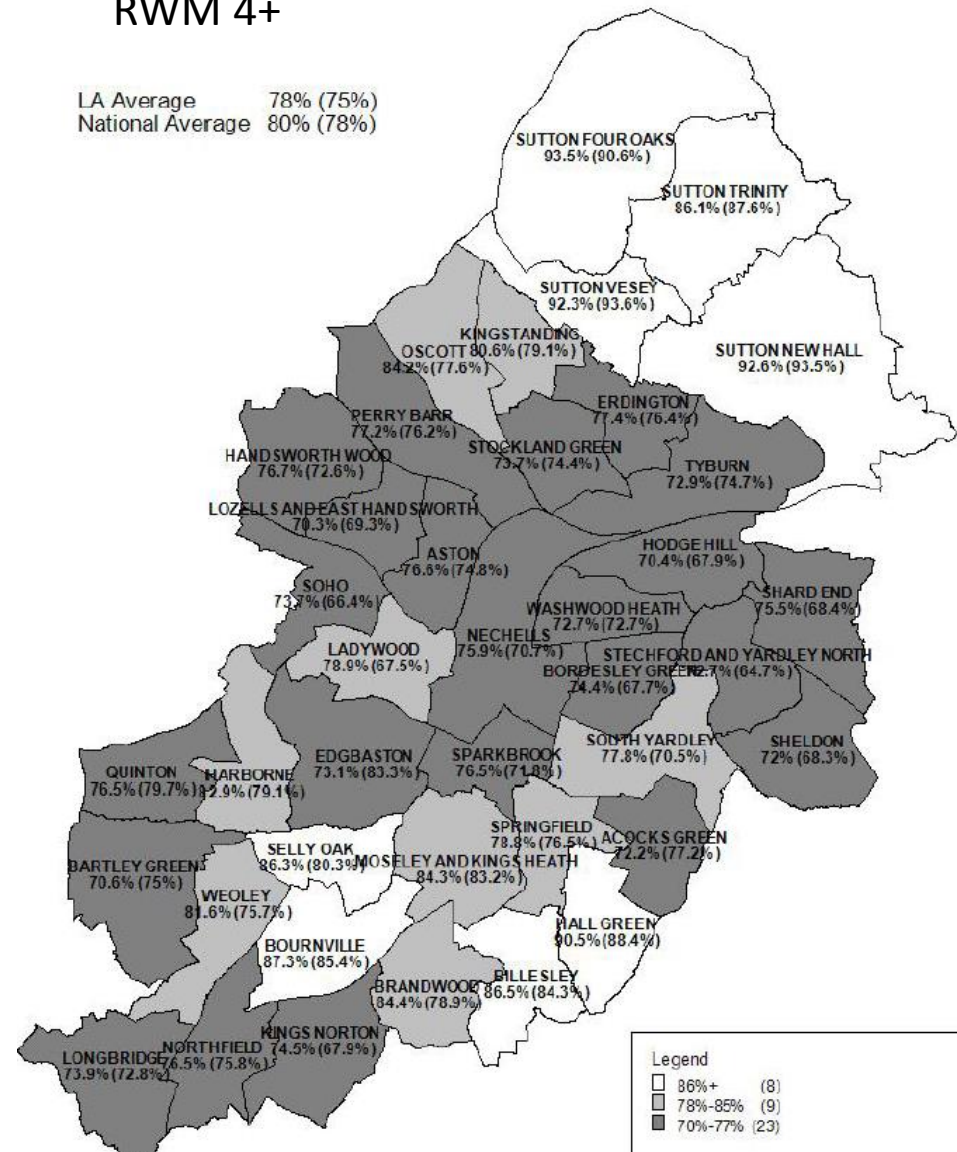 RWM 4+
LA Average 78% (75%)
National Average 80% (78%)
SUTTON FOUR OAKS
93.5% (90.6%)
SUTTON TRINITY
86.1% (87.6%)
SUTTON VESEY
92.3% (93.6%)
SUTTON NEW HALL
92.6% (93.5%)
KINGSTANDING
80.6% (79.1%)
OSCOTT
84.2% (77.6%)
ERDINGTON
77.4% (76.4%)
PERRY BARR
77.2% (76.2%)
STOCKLAND GREEN
73.7% (74.4%)
HANDSWORTH WOOD
76.7% (72.6%)
TYBURN
72.9% (74.7%)
LOZELLS AND EAST HANDSWORTH
70.3% (69.3%)
HODGE HILL
70.4% (67.9%)
ASTON
76.6% (74.8%)
SOHO
73.7% (66.4%)
SHARD END
75.5% (68.4%)
WASHWOOD HEATH
72.7% (72.7%)
NECHELLS
75.9% (70.7%)
LADYWOOD
78.9% (67.5%)
STECHFORD AND YARDLEY NORTH
(64.7%)
BORDESLEY GREEN
74.4% (67.7%)
SOUTH YARDLEY
77.8% (70.5%)
SHELDON
72% (68.3%)
EDGBASTON
73.1% (83.3%)
SPARKBROOK
76.5% (71.8%)
QUINTON
76.5% (79.7%)
HARBORNE
82.9% (79.1%)
SPRINGFIELD
78.8% (76.5%)
ACOCKS GREEN
72.2% (77.2%)
SELLY OAK
86.3% (80.3%)
MOSELEY AND KINGS HEATH
84.3% (83.2%)
BARTLEY GREEN
70.6% (75%)
WEOLEY
81.6% (75.7%)
HALL GREEN
90.5% (88.4%)
BOURNVILLE
87.3% (85.4%)
BILLESLEY
86.5% (84.3%)
BRANDWOOD
84.4% (78.9%)
KINGS NORTON
74.5% (67.9%)
NORTHFIELD
76.5% (75.8%)
LONGBRIDGE
73.9% (72.8%)
Legend
86%+ (8)
78%-85% (9)
70%-77% (23)